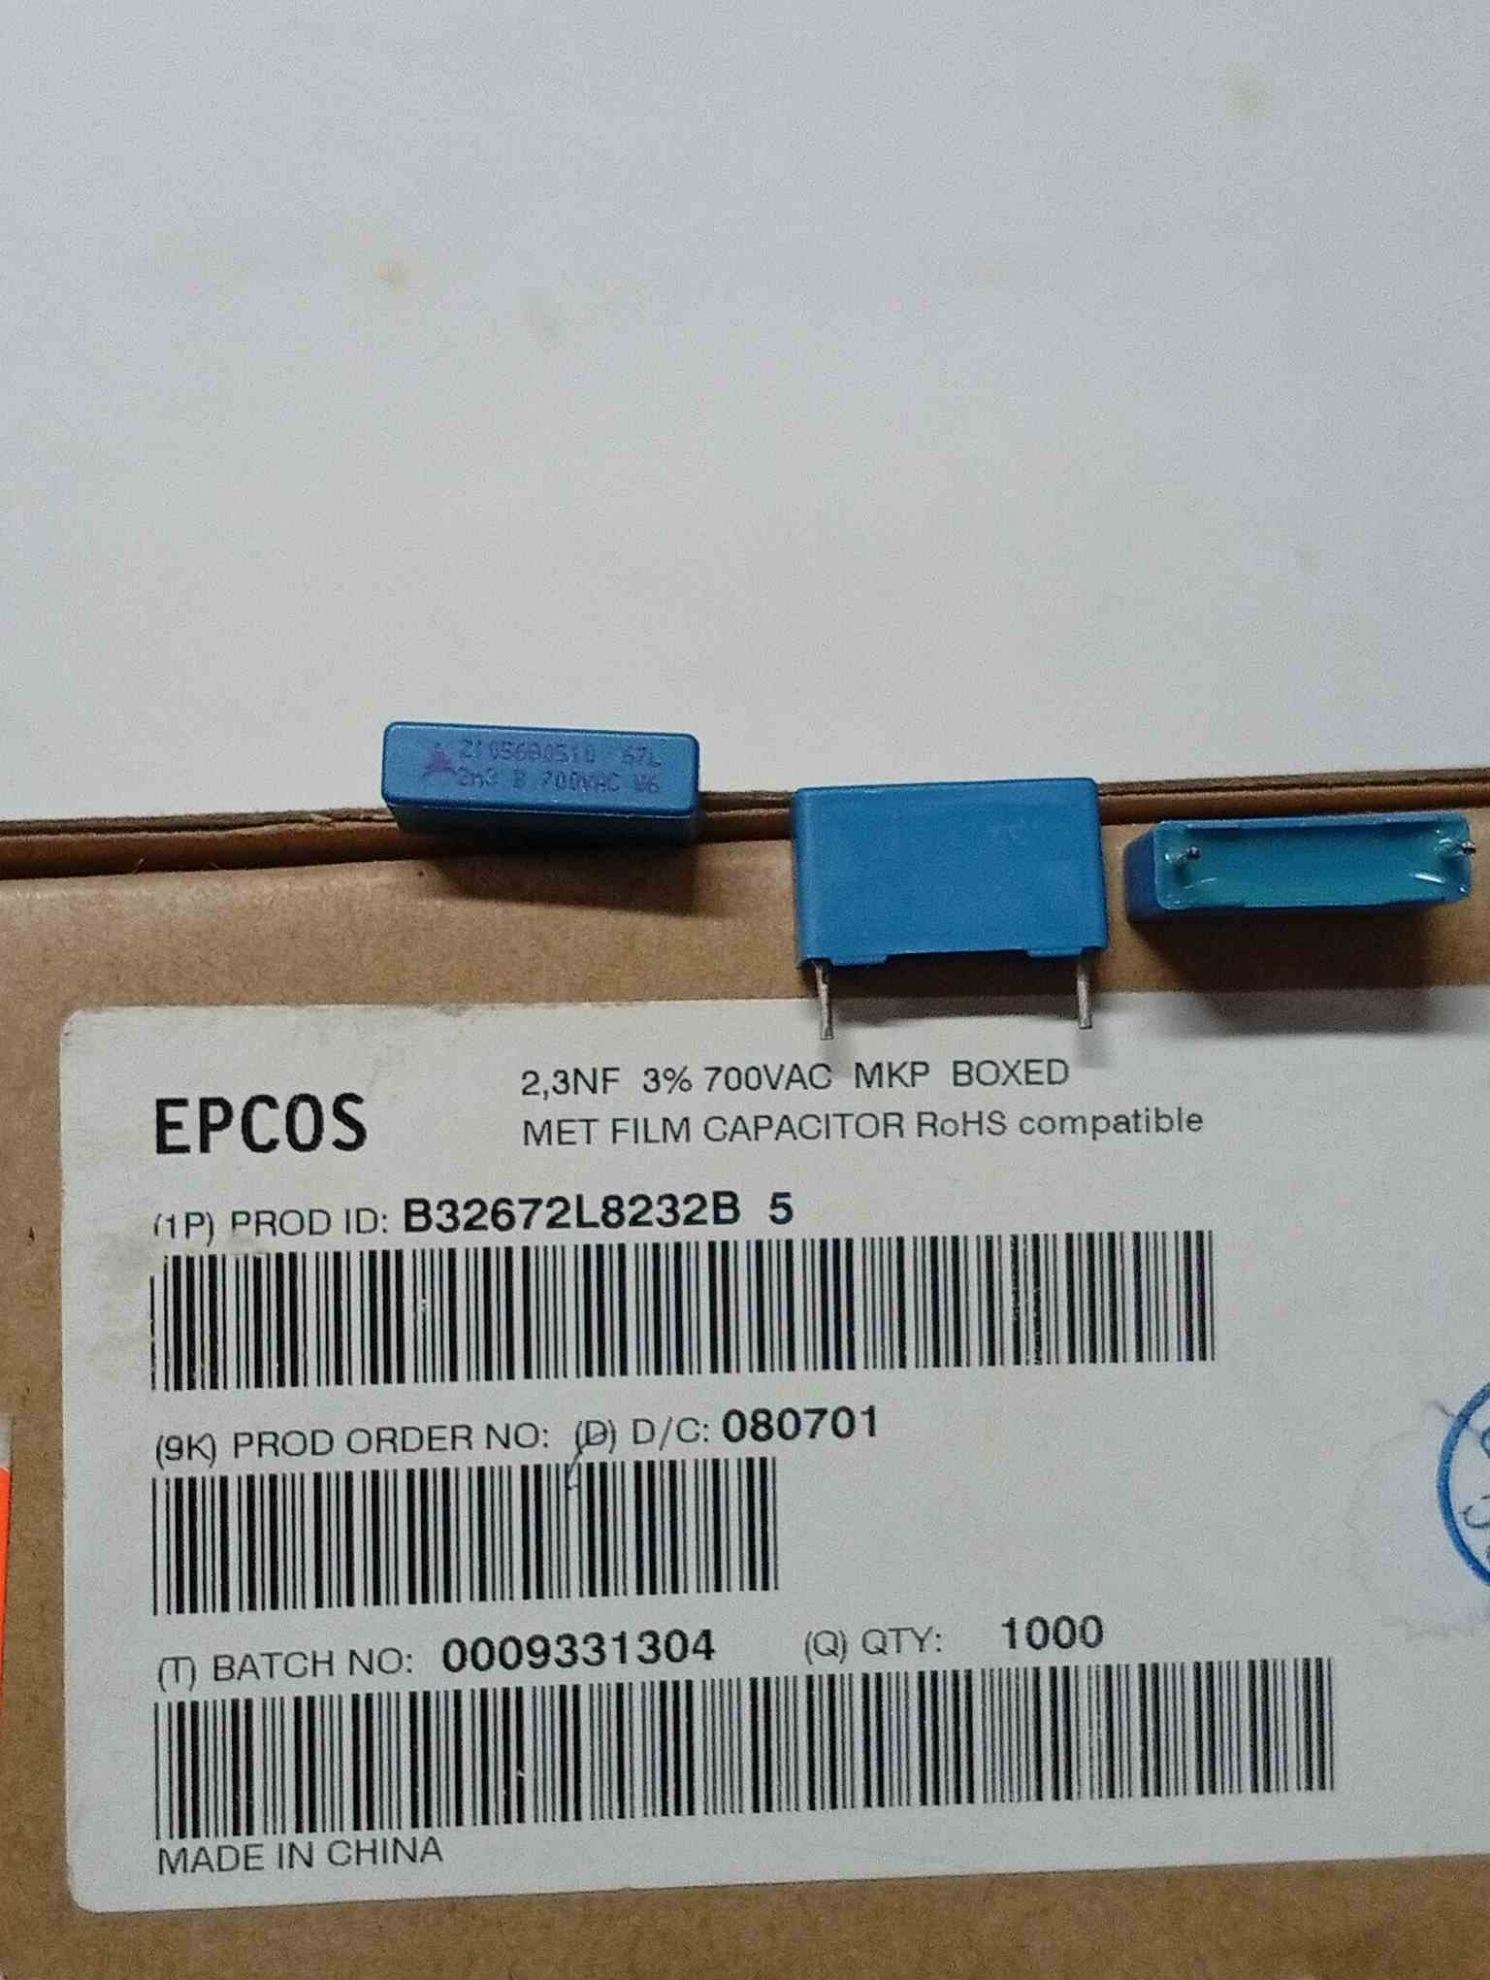 2n3 B 700VAC
EPCOS
2,3NF 3% 700VAC MKP BOXED
MET FILM CAPACITOR RoHS compatible
(1P) PROD ID: B32672L8232B 5
(9K) PROD ORDER NO: (D) D/C: 080701
(T) BATCH NO: 0009331304 (Q) QTY: 1000
MADE IN CHINA